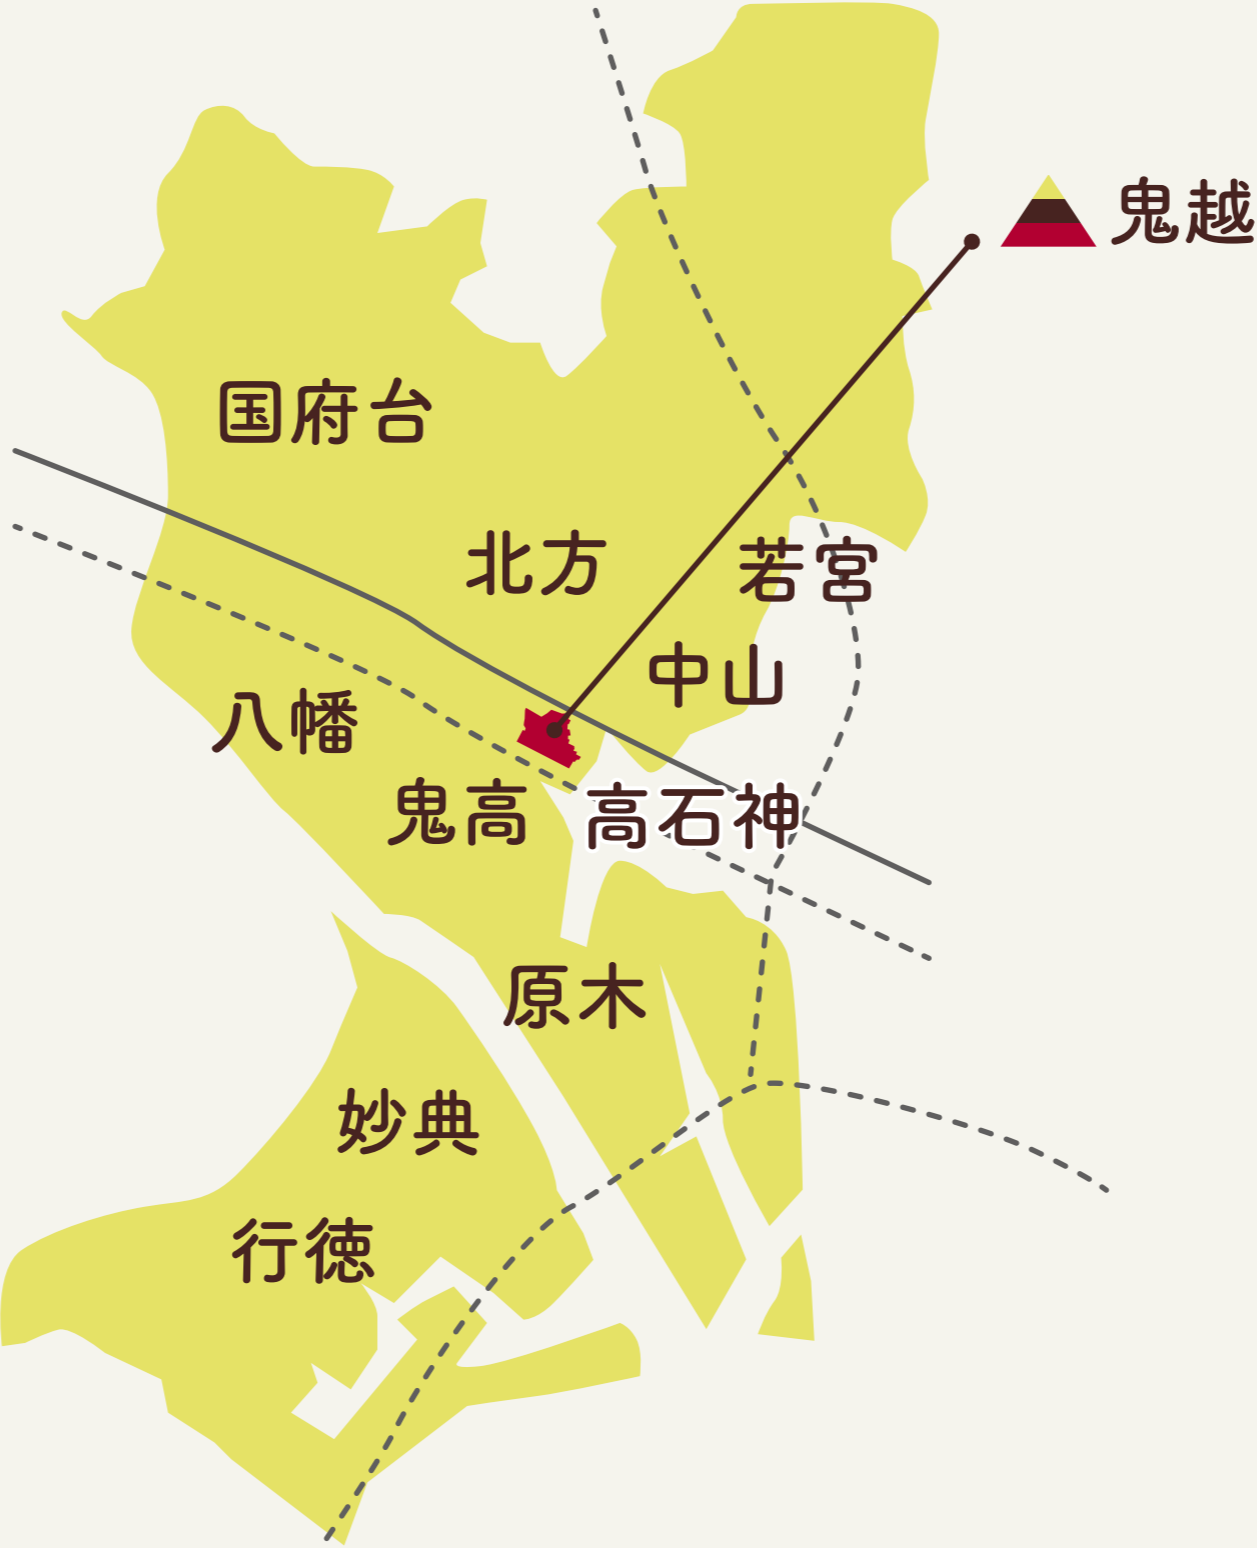 鬼越
国府台
北方
若宮
中山
八幡
鬼高
高石神
原木
妙典
行徳